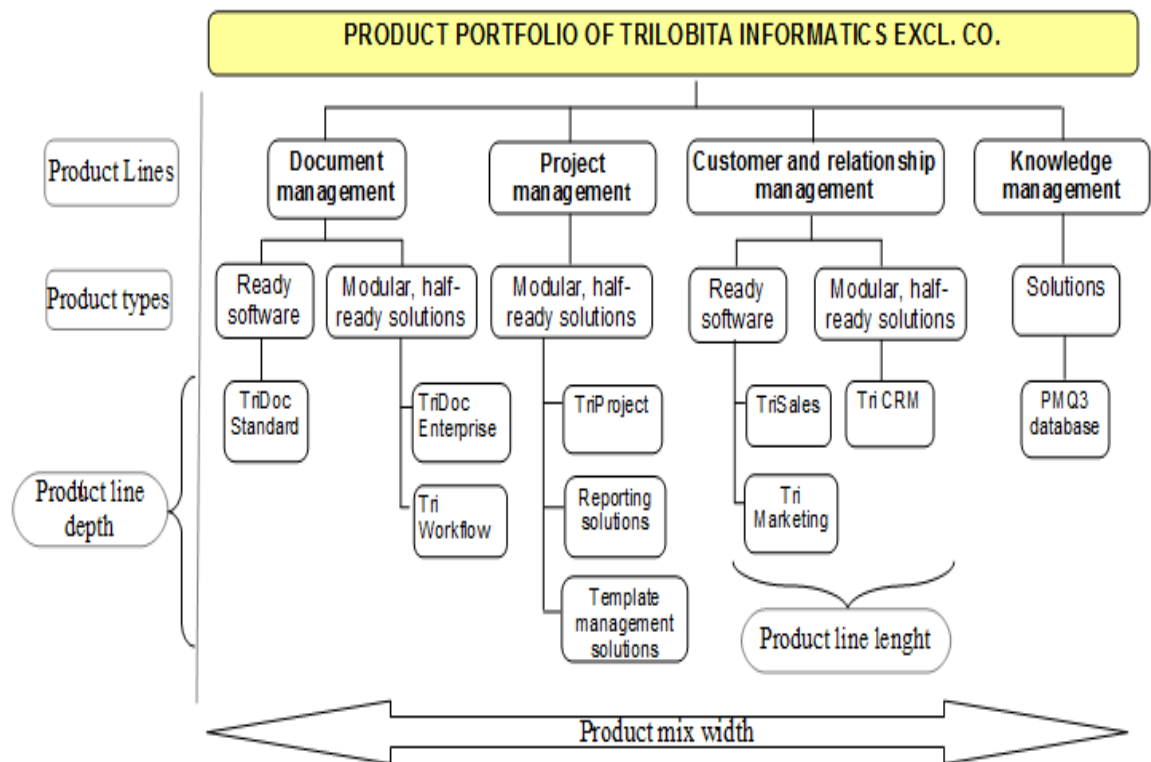 PRODUCT PORTFOLIO OF TRILOBITA INFORMATICS EXCL. CO.
Product Lines
Document
management
Project
management
Customer and relationship
management
Knowledge
management
Product types
Ready
software
Modular, half-
ready solutions
Modular, half-
ready solutions
Ready
software
Modular, half-
ready solutions
Solutions
Product line
depth
TriDoc
Standard
TriDoc
Enterprise
Tri
Workflow
TriProject
Reporting
solutions
Template
management
solutions
TriSales
Tri
Marketing
Tri CRM
PMQ3
database
Product line lenght
Product mix width